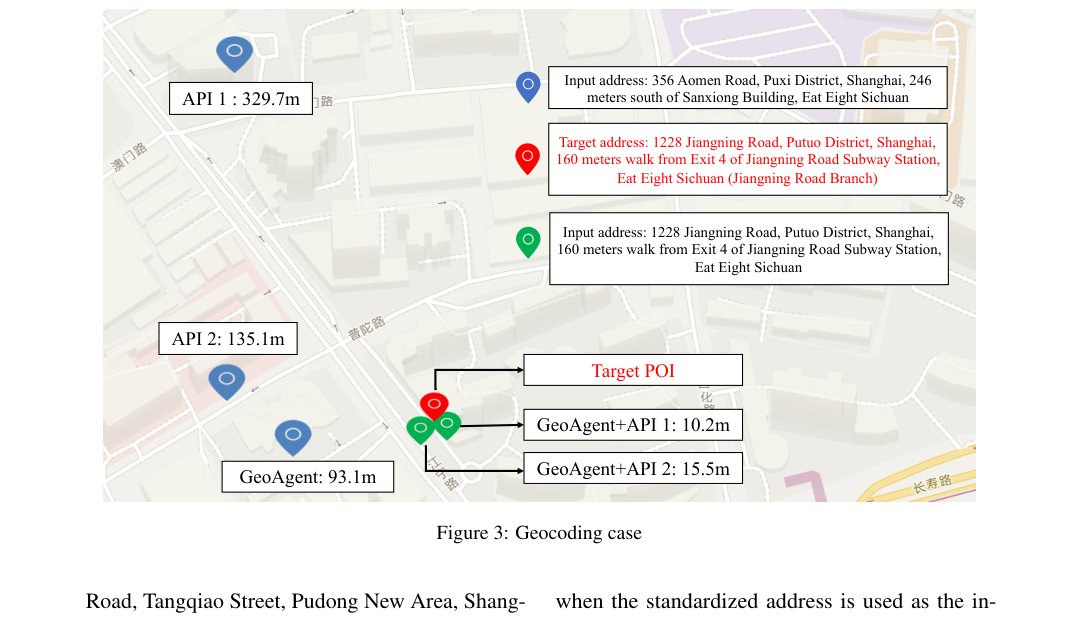 API 1 : 329.7m
门路
澳门路
Input address: 356 Aomen Road, Puxi District, Shanghai, 246
meters south of Sanxiong Building, Eat Eight Sichuan
Target address: 1228 Jiangning Road, Putuo District, Shanghai,
160 meters walk from Exit 4 of Jiangning Road Subway Station,
Eat Eight Sichuan (Jiangning Road Branch)
门路
Input address: 1228 Jiangning Road, Putuo District, Shanghai,
160 meters walk from Exit 4 of Jiangning Road Subway Station,
Eat Eight Sichuan
普陀路
API 2: 135.1m
Target POI
化路
GeoAgent+API 1: 10.2m
GeoAgent: 93.1m
GeoAgent+API 2: 15.5m
长寿路
Figure 3: Geocoding case
Road, Tangqiao Street, Pudong New Area, Shang-
when the standardized address is used as the in-